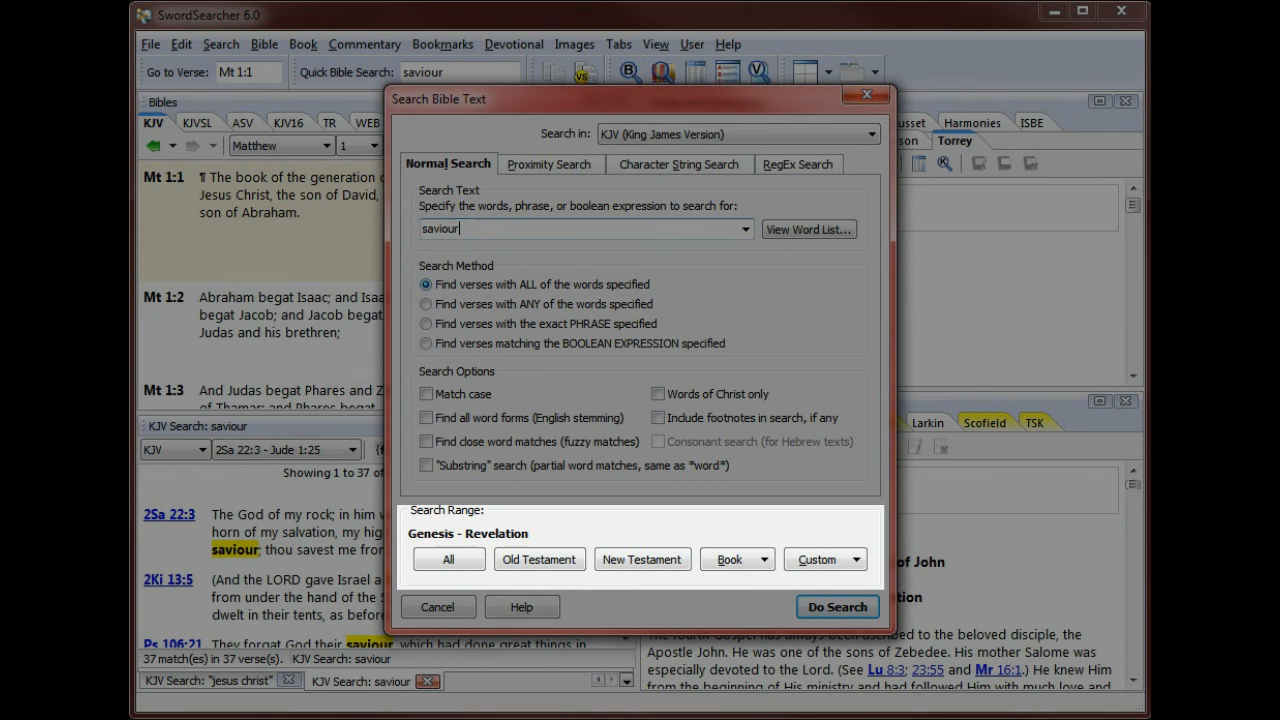 SwordSearcher 6.0
File Edit Search Bible Book Commentary Bookmarks Devotional Images Tabs View User Help
Go to Verse: Mt 1:1 Quick Bible Search: saviour
Bibles
KJV KJVSL ASV KJV16 TR WEB
Matthew 1
Mt 1:1 ¶ The book of the generation
Jesus Christ, the son of David,
son of Abraham.
Mt 1:2 Abraham begat Isaac; and
begat Jacob; and Jacob
Judas and his brethren;
Mt 1:3 And Judas begat Phares and
of Thamar; and Phares begat
KJV Search: saviour
KJV 2Sa 22:3 - Jude 1:25
Showing 1 to 37 of
2Sa 22:3 The God of my rock; in him
horn of my salvation, my
saviour; thou savest me from
2Ki 13:5 (And the LORD gave Israel a
from under the hand of the
dwelt in their tents, as
Ps 106:21 They forgat God their saviour, which had done great things in
37 match(es) in 37 verse(s). KJV Search: saviour
KJV Search: "jesus christ" KJV Search: saviour
Search Bible Text
Search in: KJV (King James Version)
Normal Search Proximity Search Character String Search RegEx Search
Search Text
Specify the words, phrase, or boolean expression to search for:
saviour View Word List...
Search Method
Find verses with ALL of the words specified
Find verses with ANY of the words specified
Find verses with the exact PHRASE specified
Find verses matching the BOOLEAN EXPRESSION specified
Search Options
Match case Words of Christ only
Find all word forms (English stemming) Include footnotes in search, if any
Find close word matches (fuzzy matches) Consonant search (for Hebrew texts)
"Substring" search (partial word matches, same as *word*)
Search Range:
Genesis - Revelation
All Old Testament New Testament Book Custom
Cancel Help Do Search
Harmonies ISBE
Torrey
Larkin Scofield TSK
of John
The fourth Gospel has always been ascribed to the beloved disciple, the
Apostle John. He was one of the sons of Zebedee. His mother Salome was
especially devoted to the Lord. (See Lu 8:3; 23:55 and Mr 16:1.) He knew Him
from the beginning of His ministry and had followed Him with much love and